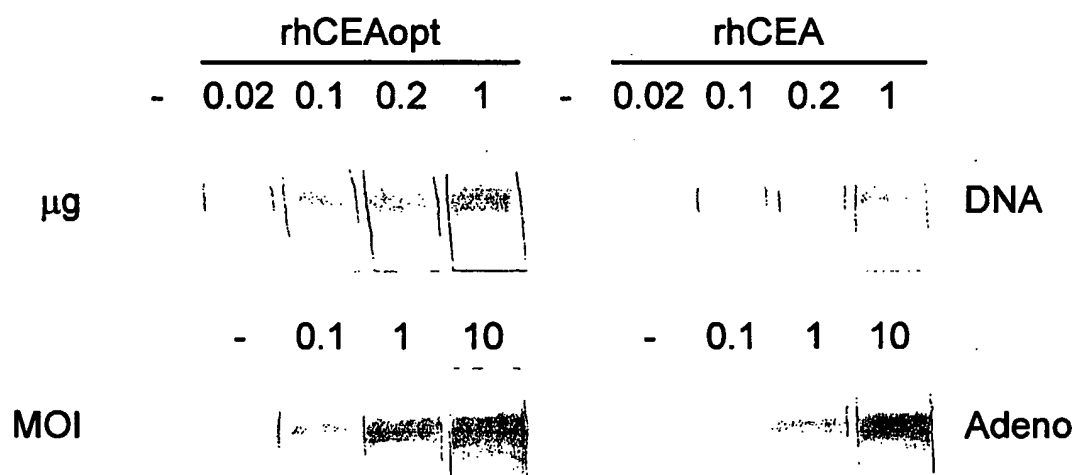 rhCEAopt rhCEA
- 0.02 0.1 0.2 1 - 0.02 0.1 0.2 1
µg DNA
- 0.1 1 10 - 0.1 1 10
MOI Adeno